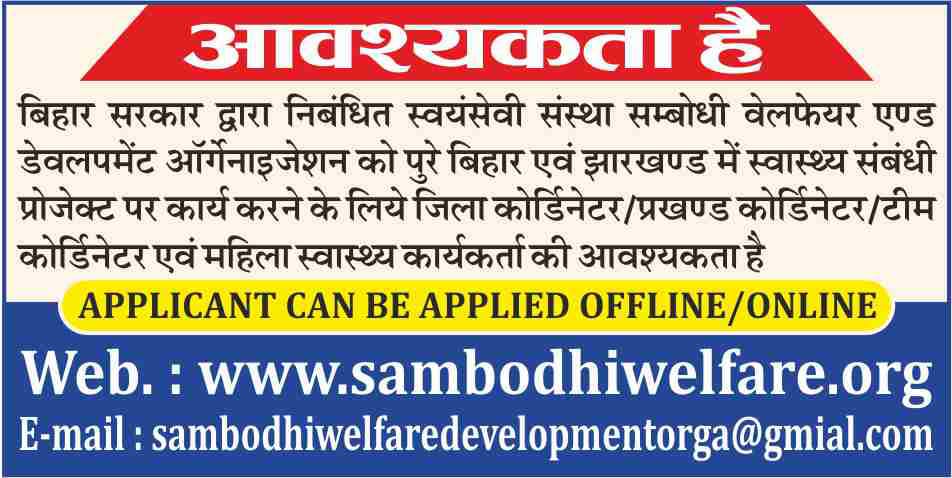 आवश्यकता है
बिहार सरकार द्वारा निबंधित स्वयंसेवी संस्था सम्बोधी वेलफेयर एण्ड
डेवलपमेंट ऑर्गेनाइजेशन को पुरे बिहार एवं झारखण्ड में स्वास्थ्य संबंधी
प्रोजेक्ट पर कार्य करने के लिये जिला कोर्डिनेटर/प्रखण्ड कोर्डिनेटर/टीम
कोर्डिनेटर एवं महिला स्वास्थ्य कार्यकर्ता की आवश्यकता है
APPLICANT CAN BE APPLIED OFFLINE/ONLINE
Web. : www.sambodhiwelfare.org
E-mail : sambodhiwelfaredevelopmentorga@gmial.com